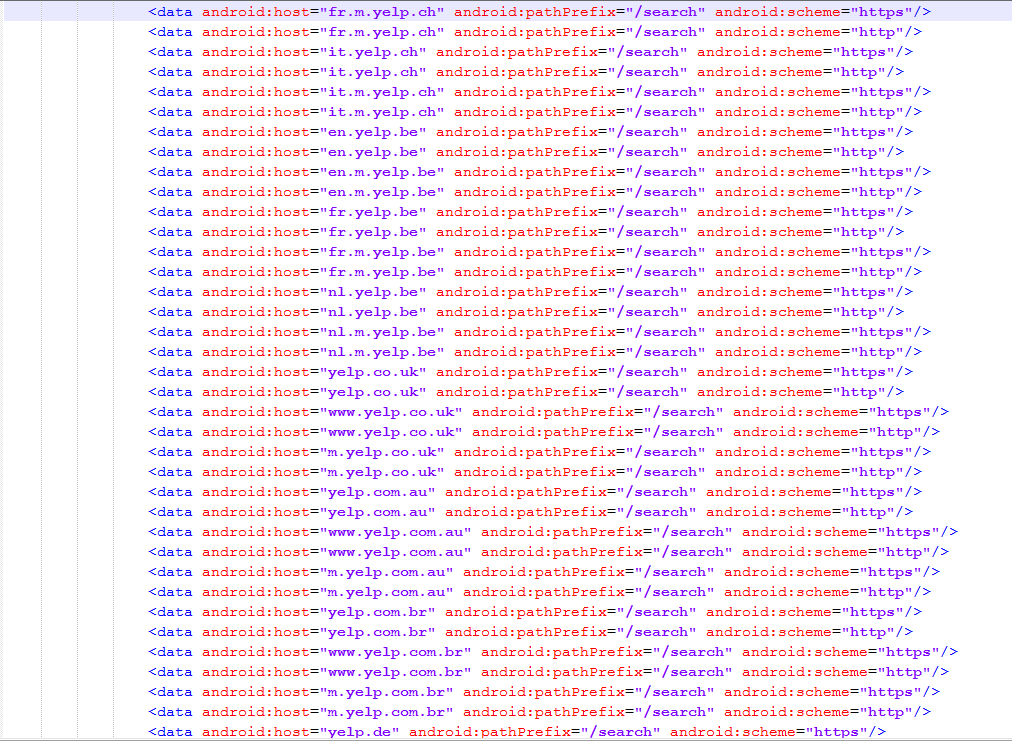 <data android:host="fr.m.yelp.ch" android:pathPrefix="/search" android:scheme="https"/>
<data android:host="fr.m.yelp.ch" android:pathPrefix="/search" android:scheme="http"/>
<data android:host="it.yelp.ch" android:pathPrefix="/search" android:scheme="https"/>
<data android:host="it.yelp.ch" android:pathPrefix="/search" android:scheme="http"/>
<data android:host="it.m.yelp.ch" android:pathPrefix="/search" android:scheme="https"/>
<data android:host="it.m.yelp.ch" android:pathPrefix="/search" android:scheme="http"/>
<data android:host="en.yelp.be" android:pathPrefix="/search" android:scheme="https"/>
<data android:host="en.yelp.be" android:pathPrefix="/search" android:scheme="http"/>
<data android:host="en.m.yelp.be" android:pathPrefix="/search" android:scheme="https"/>
<data android:host="en.m.yelp.be" android:pathPrefix="/search" android:scheme="http"/>
<data android:host="fr.yelp.be" android:pathPrefix="/search" android:scheme="https"/>
<data android:host="fr.yelp.be" android:pathPrefix="/search" android:scheme="http"/>
<data android:host="fr.m.yelp.be" android:pathPrefix="/search" android:scheme="https"/>
<data android:host="fr.m.yelp.be" android:pathPrefix="/search" android:scheme="http"/>
<data android:host="nl.yelp.be" android:pathPrefix="/search" android:scheme="https"/>
<data android:host="nl.yelp.be" android:pathPrefix="/search" android:scheme="http"/>
<data android:host="nl.m.yelp.be" android:pathPrefix="/search" android:scheme="https"/>
<data android:host="nl.m.yelp.be" android:pathPrefix="/search" android:scheme="http"/>
<data android:host="yelp.co.uk" android:pathPrefix="/search" android:scheme="https"/>
<data android:host="yelp.co.uk" android:pathPrefix="/search" android:scheme="http"/>
<data android:host="www.yelp.co.uk" android:pathPrefix="/search" android:scheme="https"/>
<data android:host="www.yelp.co.uk" android:pathPrefix="/search" android:scheme="http"/>
<data android:host="m.yelp.co.uk" android:pathPrefix="/search" android:scheme="https"/>
<data android:host="m.yelp.co.uk" android:pathPrefix="/search" android:scheme="http"/>
<data android:host="yelp.com.au" android:pathPrefix="/search" android:scheme="https"/>
<data android:host="yelp.com.au" android:pathPrefix="/search" android:scheme="http"/>
<data android:host="www.yelp.com.au" android:pathPrefix="/search" android:scheme="https"/>
<data android:host="www.yelp.com.au" android:pathPrefix="/search" android:scheme="http"/>
<data android:host="m.yelp.com.au" android:pathPrefix="/search" android:scheme="https"/>
<data android:host="m.yelp.com.au" android:pathPrefix="/search" android:scheme="http"/>
<data android:host="yelp.com.br" android:pathPrefix="/search" android:scheme="https"/>
<data android:host="yelp.com.br" android:pathPrefix="/search" android:scheme="http"/>
<data android:host="www.yelp.com.br" android:pathPrefix="/search" android:scheme="https"/>
<data android:host="www.yelp.com.br" android:pathPrefix="/search" android:scheme="http"/>
<data android:host="m.yelp.com.br" android:pathPrefix="/search" android:scheme="https"/>
<data android:host="m.yelp.com.br" android:pathPrefix="/search" android:scheme="http"/>
<data android:host="yelp.de" android:pathPrefix="/search" android:scheme="https"/>